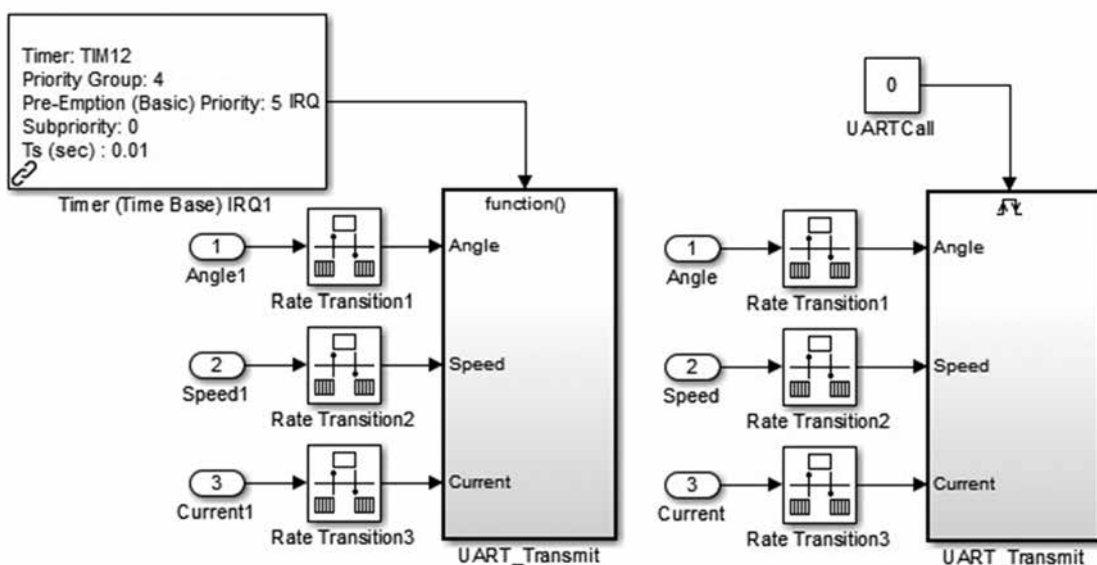 Timer: TIM12
Priority Group: 4
Pre-Emption (Basic) Priority: 5 IRQ
Subpriority: 0
Ts (sec) : 0.01
Timer (Time Base) IRQ1
function()
1
Angle1
Rate Transition1
Angle
2
Speed1
Rate Transition2
Speed
3
Current1
Rate Transition3
Current
UART_Transmit
0
UARTCall
1
Angle
Rate Transition1
Angle
2
Speed
Rate Transition2
Speed
3
Current
Rate Transition3
Current
UART_Transmit